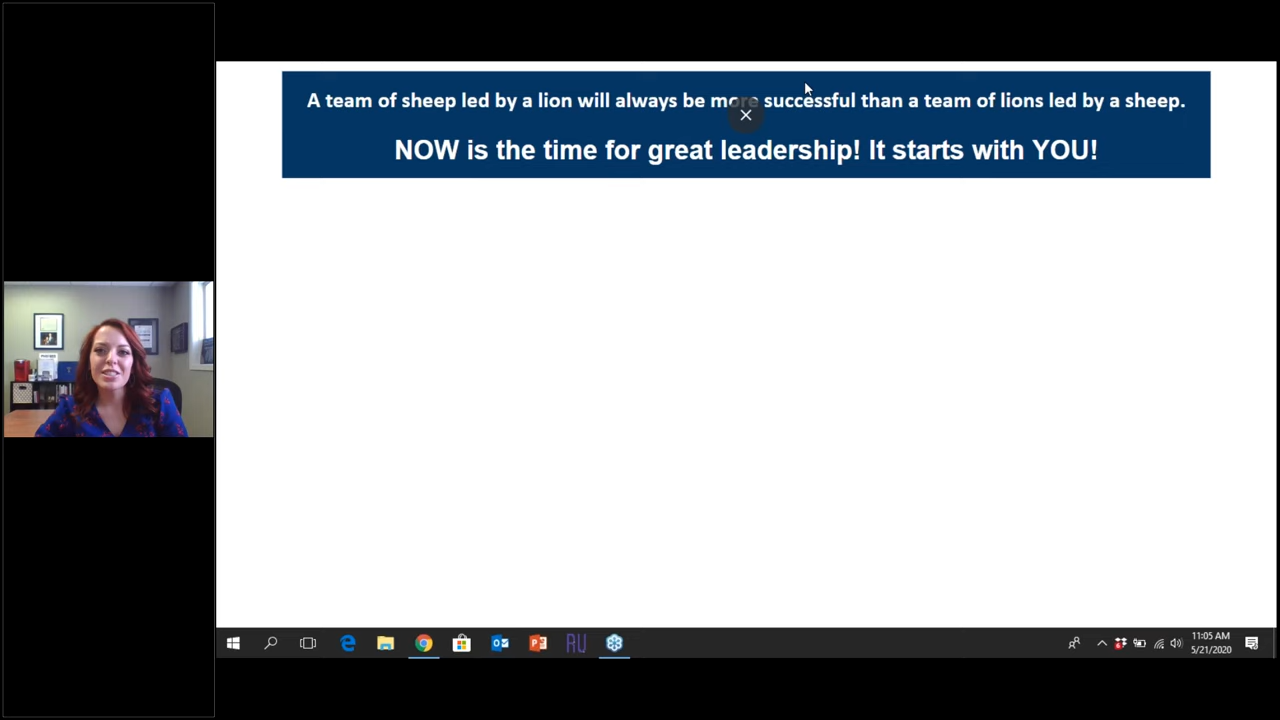 A team of sheep led by a lion will always be more successful than a team of lions led by a sheep.
NOW is the time for great leadership! It starts with YOU!
RU
11:05 AM
5/21/2020